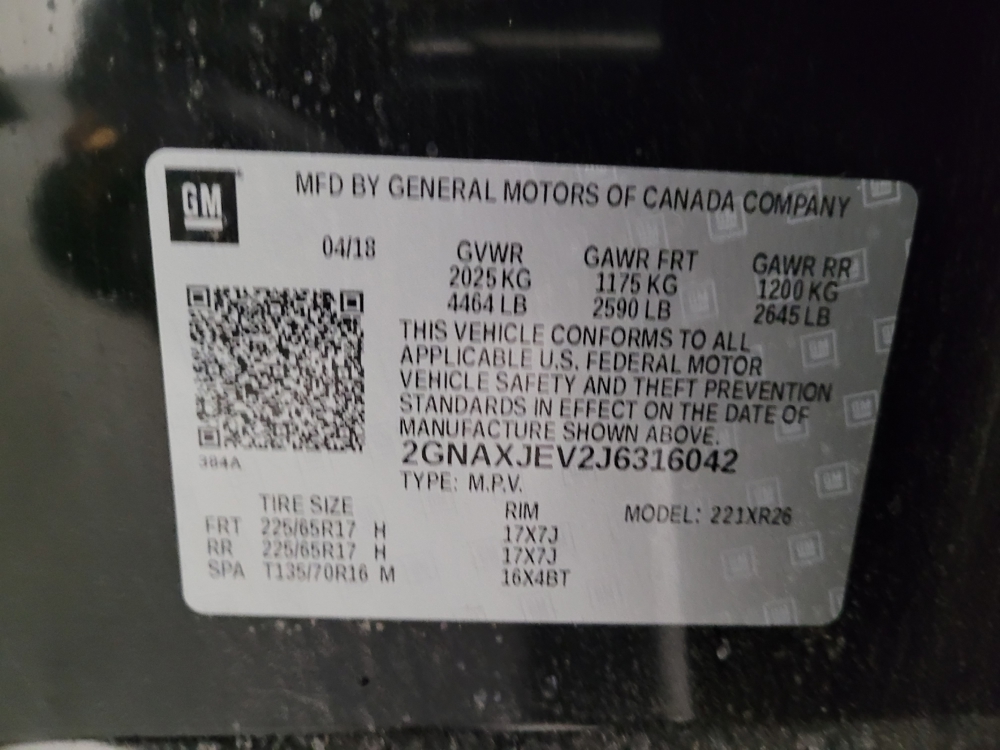 GM
MFD BY GENERAL MOTORS OF CANADA COMPANY
04/18 GVWR GAWR FRT GAWR RR
2025 KG 1175 KG 1200 KG
4464 LB 2590 LB 2645 LB
THIS VEHICLE CONFORMS TO ALL
APPLICABLE U.S. FEDERAL MOTOR
VEHICLE SAFETY AND THEFT PREVENTION
STANDARDS IN EFFECT ON THE DATE OF
MANUFACTURE SHOWN ABOVE.
2GNAXJEV2J6316042
384A
TYPE: M.P.V.
TIRE SIZE RIM MODEL: 221XR26
FRT 225/65R17 H 17X7J
RR 225/65R17 H 17X7J
SPA T135/70R16 M 16X4BT